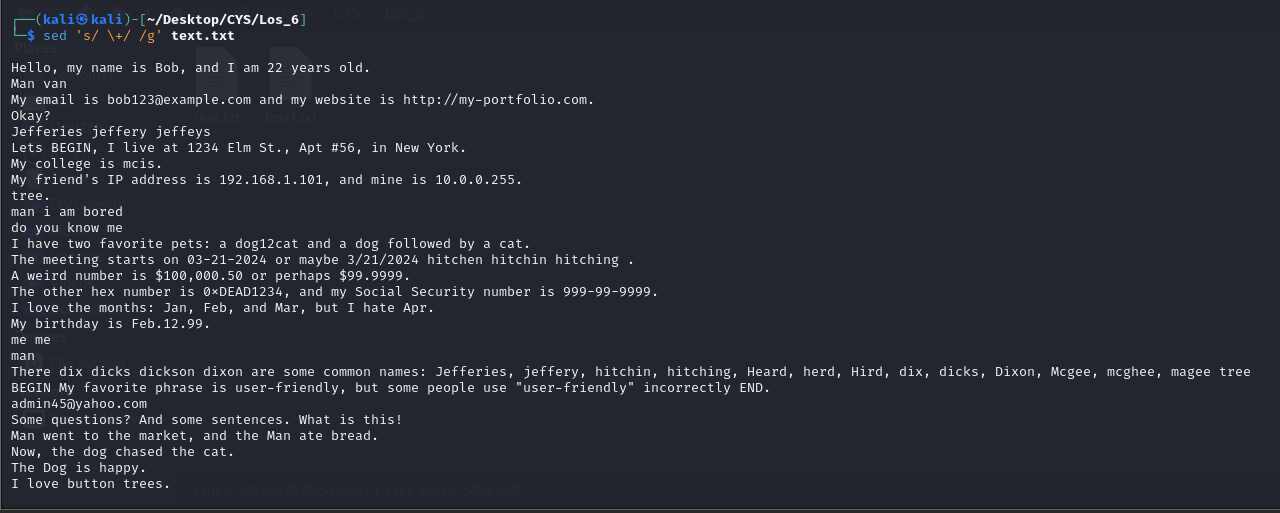 ┌──(kali㉿kali)-[~/Desktop/CYS/Los_6]
└─$ sed 's/ \+/ /g' text.txt
Hello, my name is Bob, and I am 22 years old.
Man van
My email is bob123@example.com and my website is http://my-portfolio.com.
Okay?
Jefferies jeffery jeffeys
Lets BEGIN, I live at 1234 Elm St., Apt #56, in New York.
My college is mcis.
My friend's IP address is 192.168.1.101, and mine is 10.0.0.255.
tree.
man i am bored
do you know me
I have two favorite pets: a dog12cat and a dog followed by a cat.
The meeting starts on 03-21-2024 or maybe 3/21/2024 hitchen hitchin hitching .
A weird number is $100,000.50 or perhaps $99.9999.
The other hex number is 0×DEAD1234, and my Social Security number is 999-99-9999.
I love the months: Jan, Feb, and Mar, but I hate Apr.
My birthday is Feb.12.99.
me me
man
There dix dicks dickson dixon are some common names: Jefferies, jeffery, hitchin, hitching, Heard, herd, Hird, dix, dicks, Dixon, Mcgee, mcghee, magee tree
BEGIN My favorite phrase is user-friendly, but some people use "user-friendly" incorrectly END.
admin45@yahoo.com
Some questions? And some sentences. What is this!
Man went to the market, and the Man ate bread.
Now, the dog chased the cat.
The Dog is happy.
I love button trees.